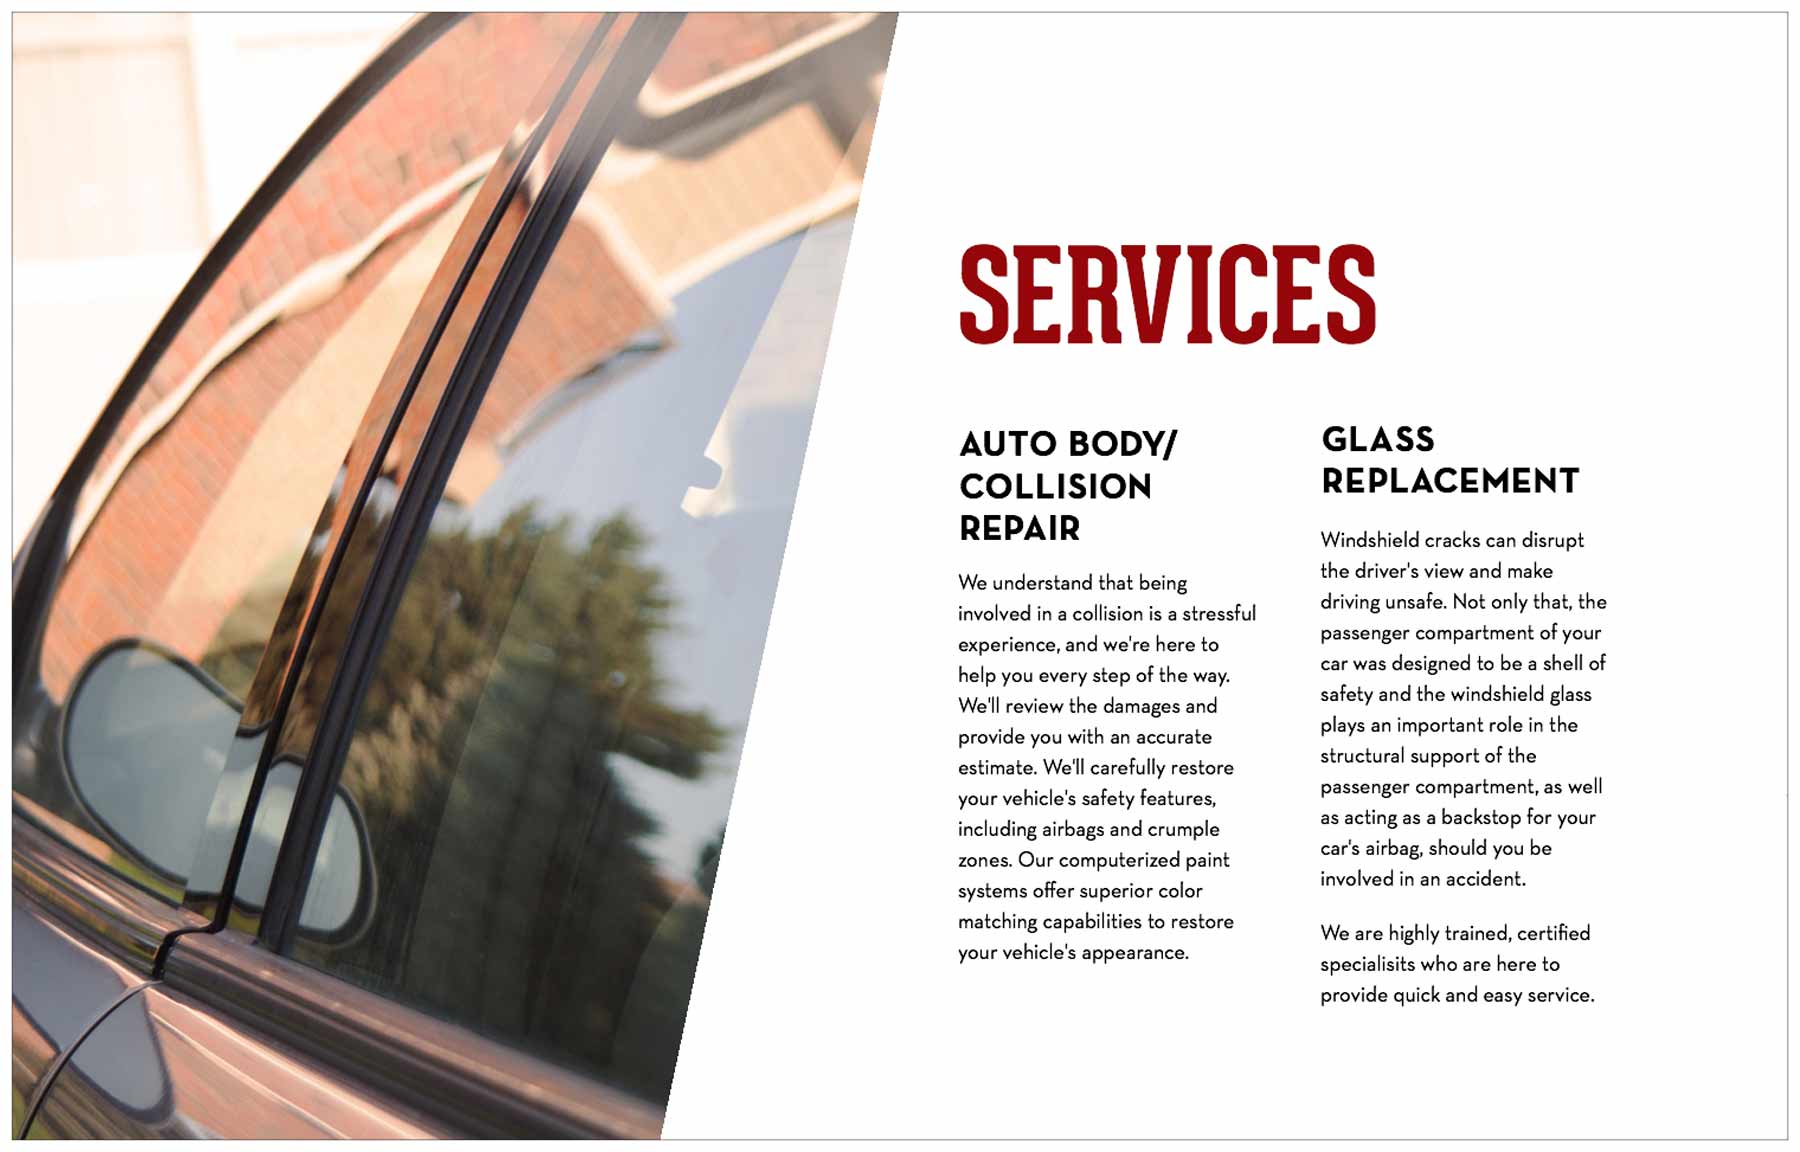 SERVICES
AUTO BODY/
COLLISION
REPAIR
We understand that being
involved in a collision is a stressful
experience, and we're here to
help you every step of the way.
We'll review the damages and
provide you with an accurate
estimate. We'll carefully restore
your vehicle's safety features,
including airbags and crumple
zones. Our computerized paint
systems offer superior color
matching capabilities to restore
your vehicle's appearance.
GLASS
REPLACEMENT
Windshield cracks can disrupt
the driver's view and make
driving unsafe. Not only that, the
passenger compartment of your
car was designed to be a shell of
safety and the windshield glass
plays an important role in the
structural support of the
passenger compartment, as well
as acting as a backstop for your
car's airbag, should you be
involved in an accident.
We are highly trained, certified
specialisits who are here to
provide quick and easy service.